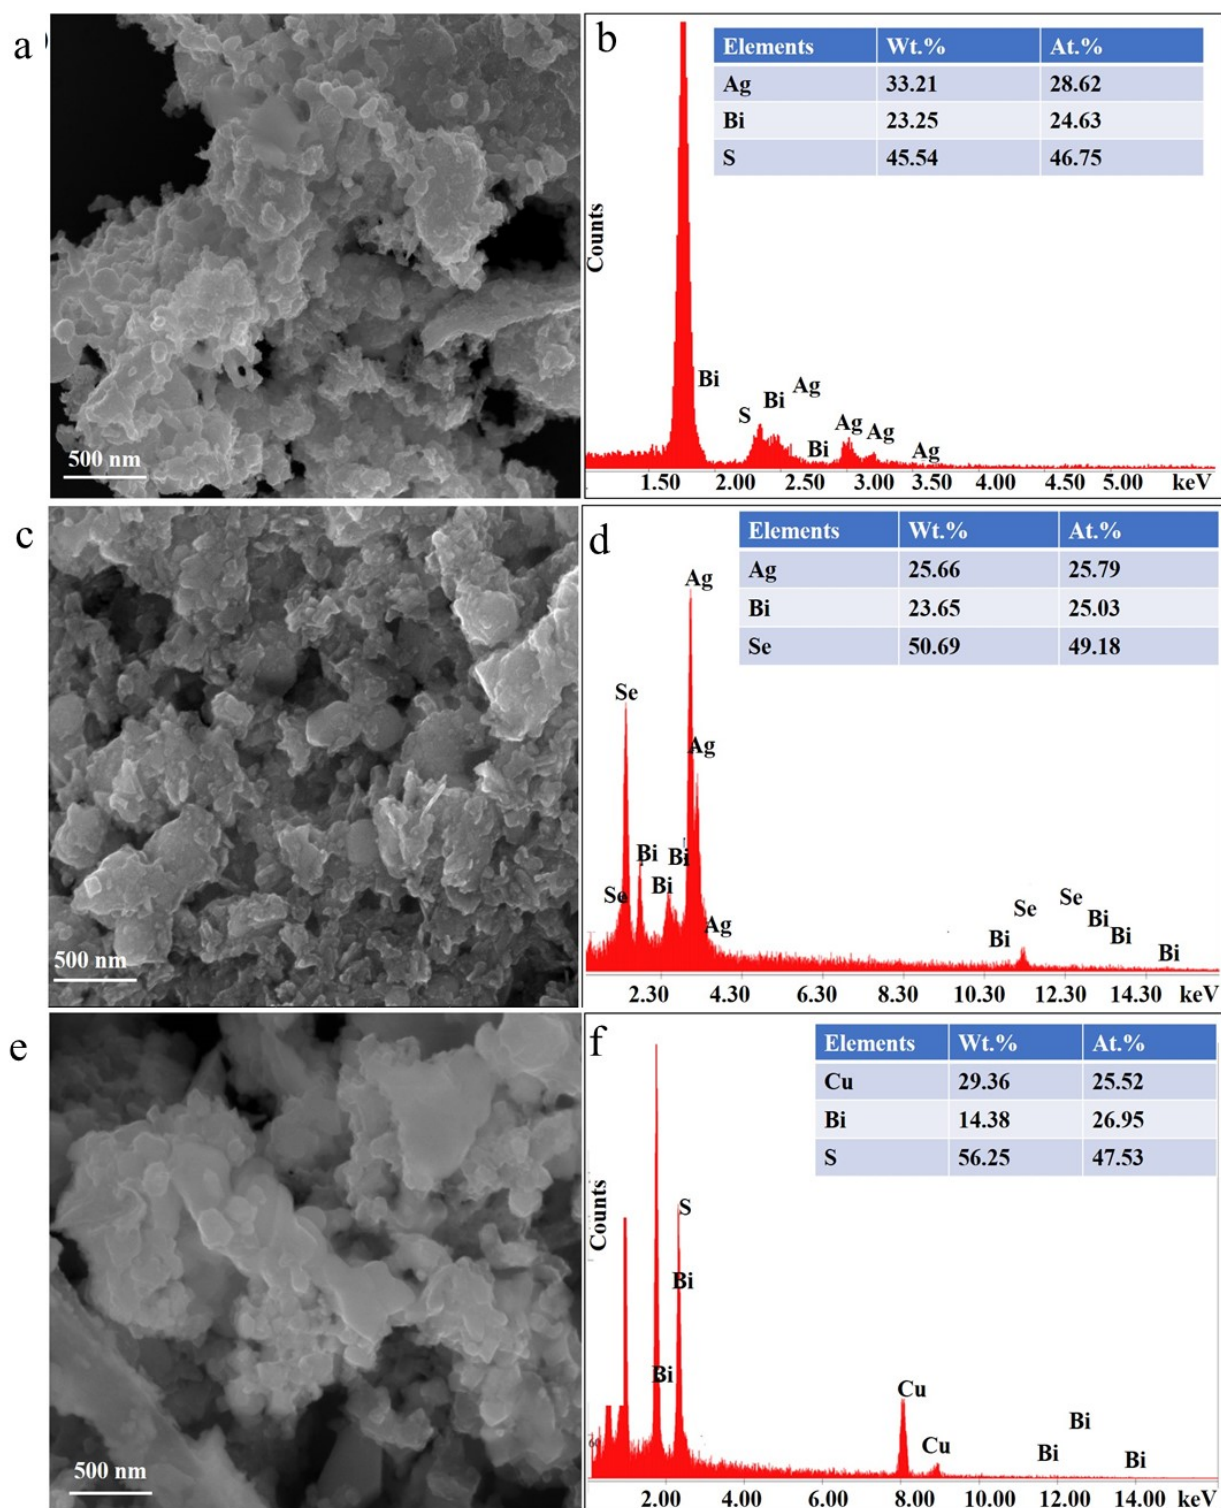 a
500 nm
b
Elements Wt.% At.%
Ag 33.21 28.62
Bi 23.25 24.63
S 45.54 46.75
Counts
Bi
S
Bi
Ag
Bi
Ag
Ag
Ag
1.50 2.00 2.50 3.00 3.50 4.00 4.50 5.00 keV
c
500 nm
d
Elements Wt.% At.%
Ag 25.66 25.79
Bi 23.65 25.03
Se 50.69 49.18
Ag
Se
Ag
Bi
Bi
Bi
Se
Ag
Se
Se
Bi
Bi
Bi
Bi
2.30 4.30 6.30 8.30 10.30 12.30 14.30 keV
e
500 nm
f
Elements Wt.% At.%
Cu 29.36 25.52
Bi 14.38 26.95
S 56.25 47.53
Counts
S
Bi
Bi
Cu
Cu
Bi
Bi
Bi
2.00 4.00 6.00 8.00 10.00 12.00 14.00 keV